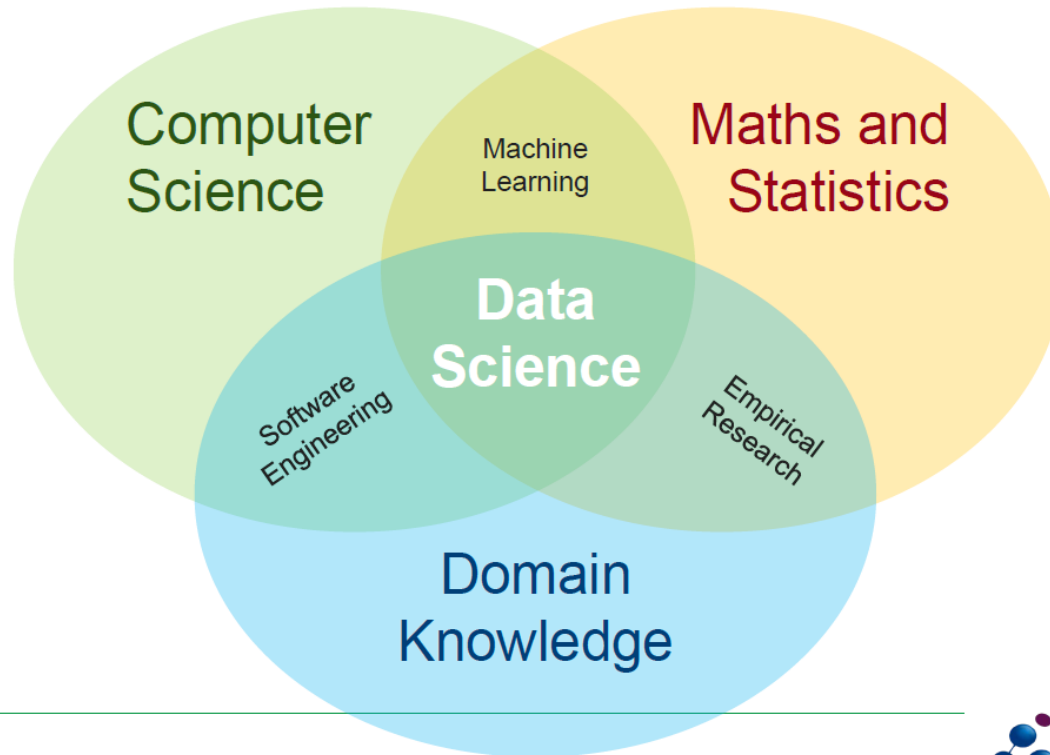 Computer
Science
Machine
Learning
Maths and
Statistics
Data
Science
Software
Engineering
Empirical
Research
Domain
Knowledge